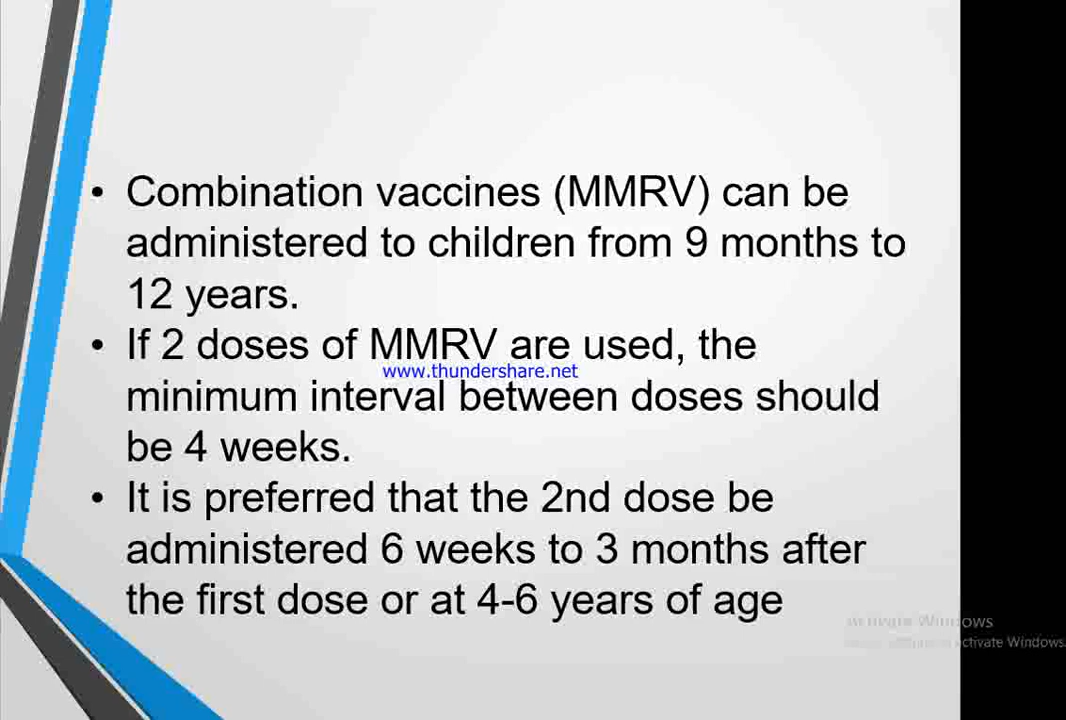 • Combination vaccines (MMRV) can be
administered to children from 9 months to
12 years.
• If 2 doses of MMRV are used, the
www.thundershare.net
minimum interval between doses should
be 4 weeks.
• It is preferred that the 2nd dose be
administered 6 weeks to 3 months after
the first dose or at 4-6 years of age
Activate Windows
activate Windows.